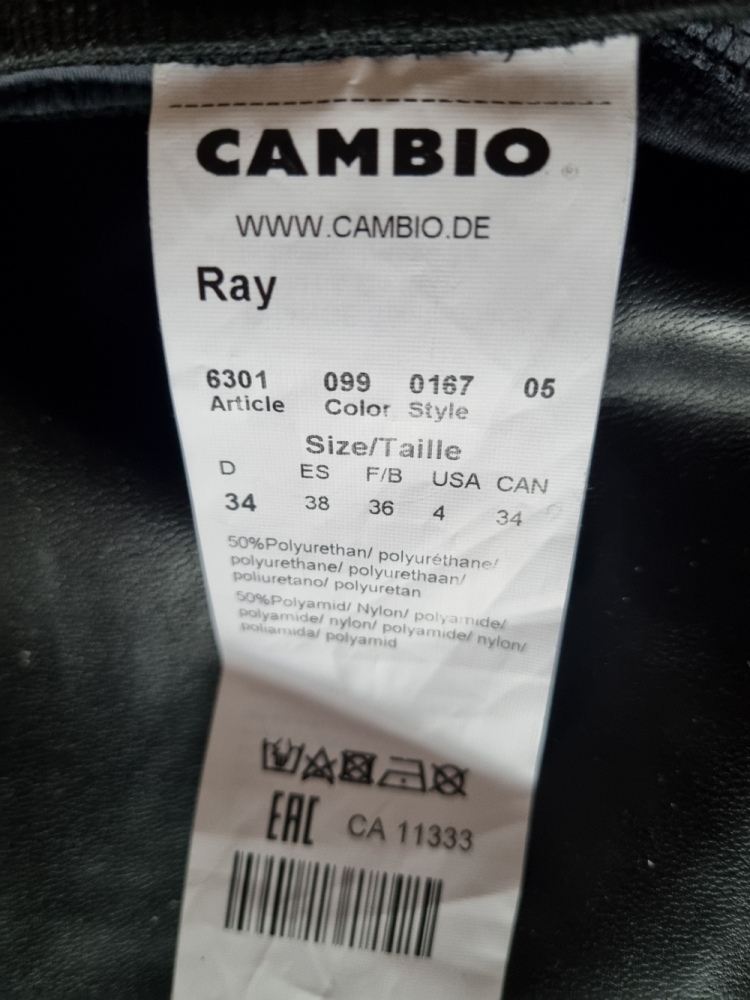 CAMBIO®
WWW.CAMBIO.DE
Ray
6301 099 0167 05
Article Color Style
Size/Taille
D ES F/B USA CAN
34 38 36 4 34
50%Polyurethan/ polyuréthane/
polyurethane/ polyurethaan/
poliuretano/ polyuretan
50%Polyamid/ Nylon/ polyamide/
polyamide/ nylon/ polyamide/ nylon/
poliamida/ polyamid
EAC CA 11333